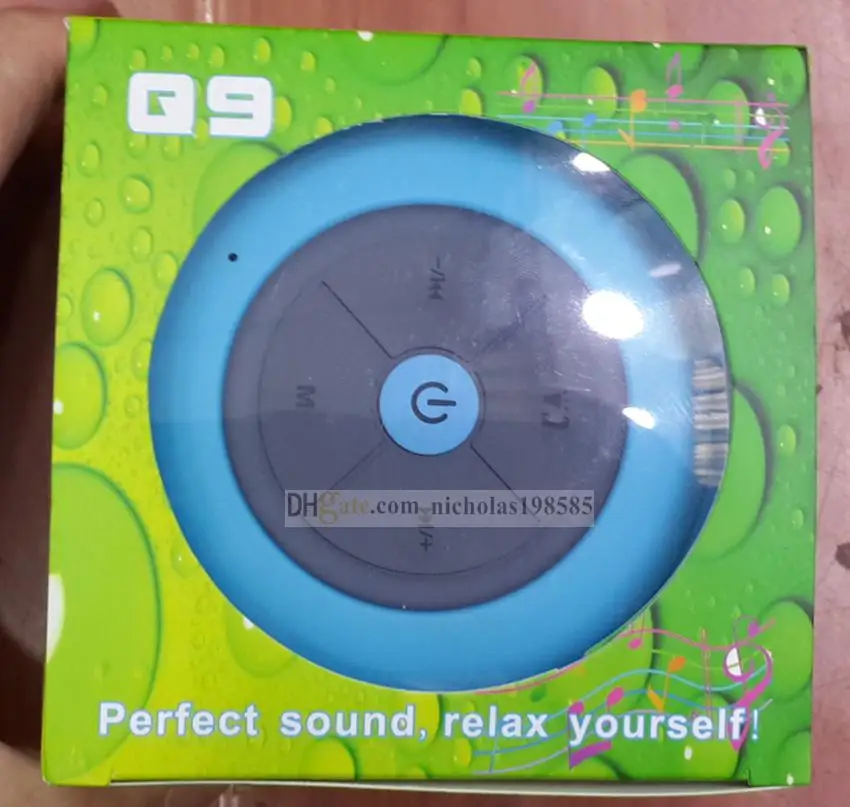 Q9
M
DHgate.com-nicholas198585
Perfect sound, relax yourself!